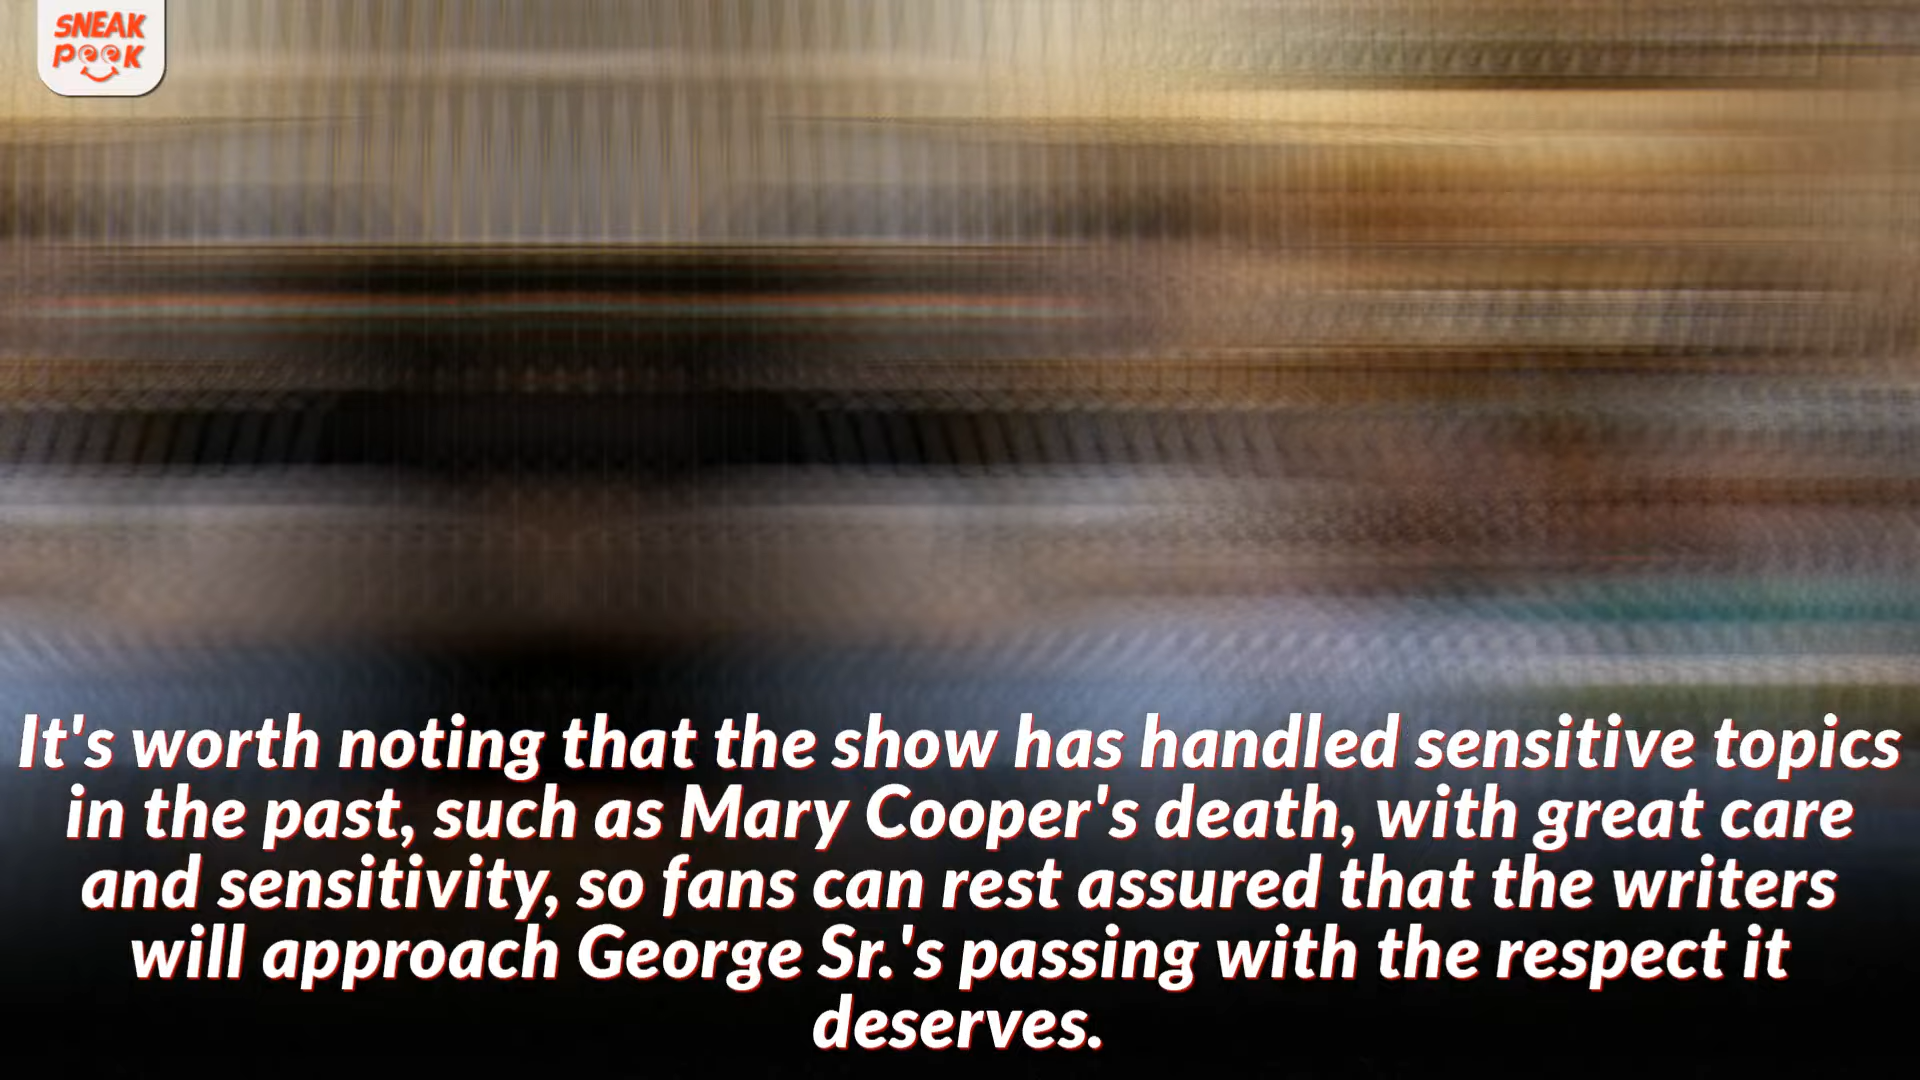 SNEAK
PEEK
It's worth noting that the show has handled sensitive topics
in the past, such as Mary Cooper's death, with great care
and sensitivity, so fans can rest assured that the writers
will approach George Sr.'s passing with the respect it
deserves.